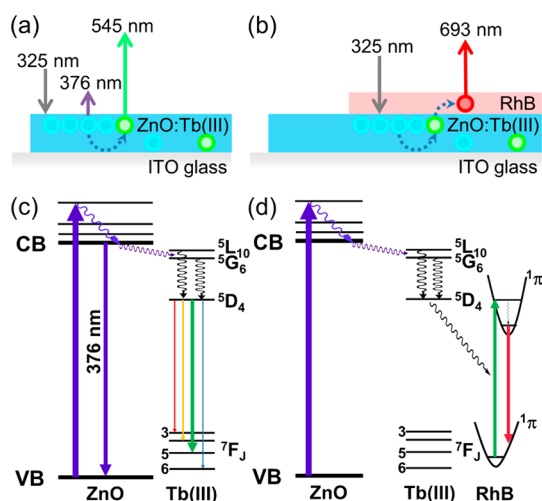 (a)
545 nm
325 nm
376 nm
ZnO:Tb(III)
ITO glass
(b)
693 nm
325 nm
RhB
ZnO:Tb(III)
ITO glass
(c)
CB
⁵L₁₀
⁵G₆
⁵D₄
376 nm
3
5
⁷F_J
6
VB
ZnO
Tb(III)
(d)
CB
⁵L₁₀
⁵G₆
⁵D₄
¹π
3
5
⁷F_J
6
¹π
VB
ZnO
Tb(III)
RhB